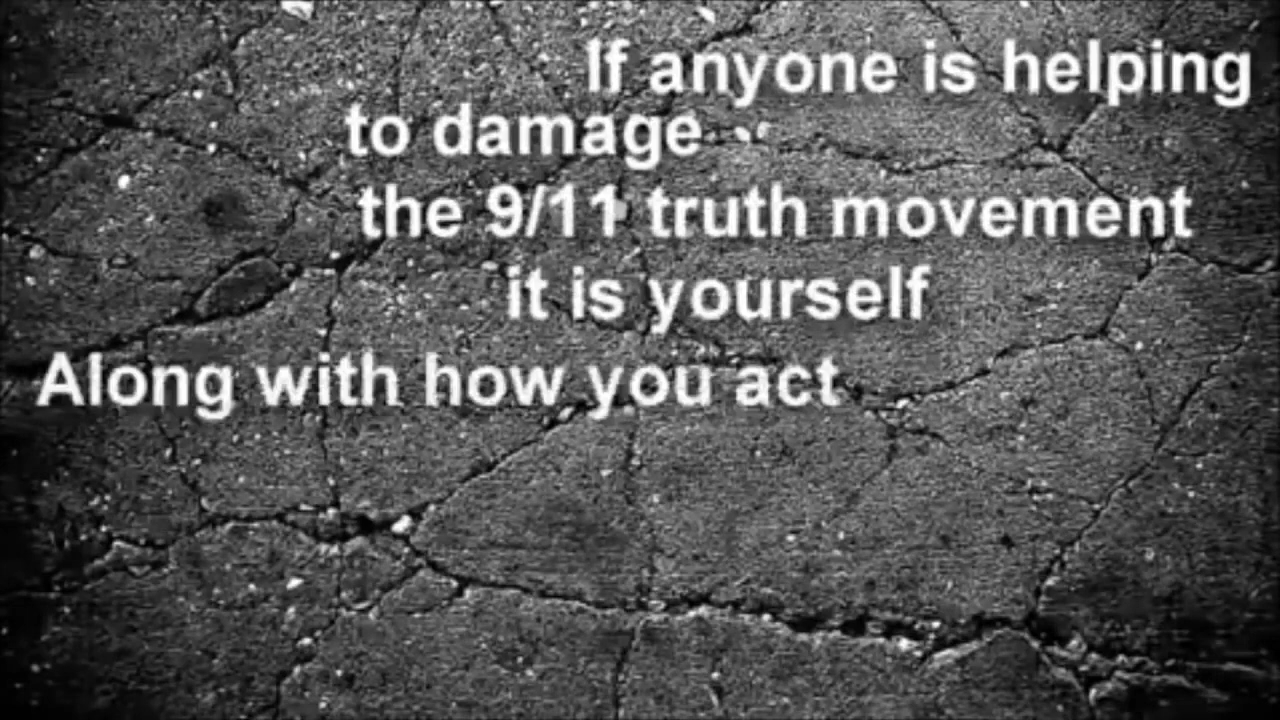 If anyone is helping
to damage
the 9/11 truth movement
it is yourself
Along with how you act